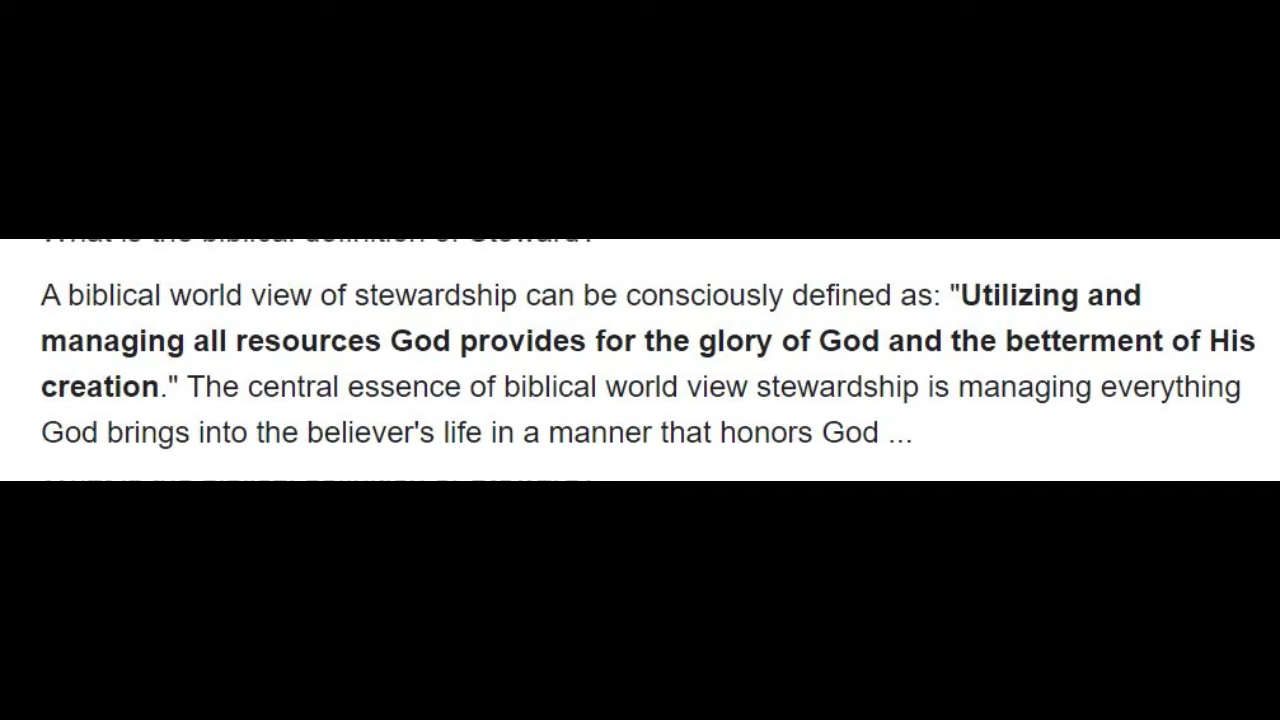 A biblical world view of stewardship can be consciously defined as: "Utilizing and
managing all resources God provides for the glory of God and the betterment of His
creation." The central essence of biblical world view stewardship is managing everything
God brings into the believer's life in a manner that honors God ...